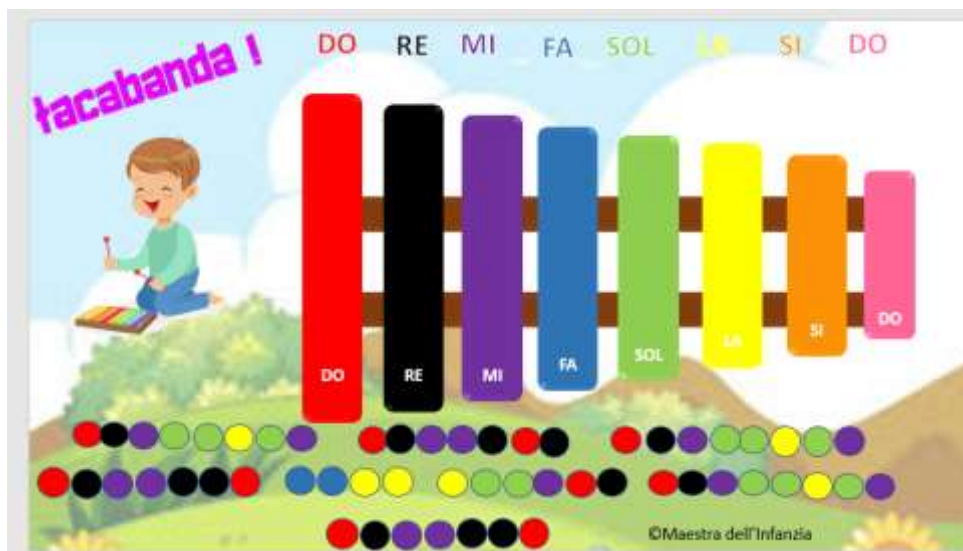 tacabanda !
DO RE MI FA SOL LA SI DO
DO RE MI FA SOL LA SI DO
©Maestra dell'Infanzia